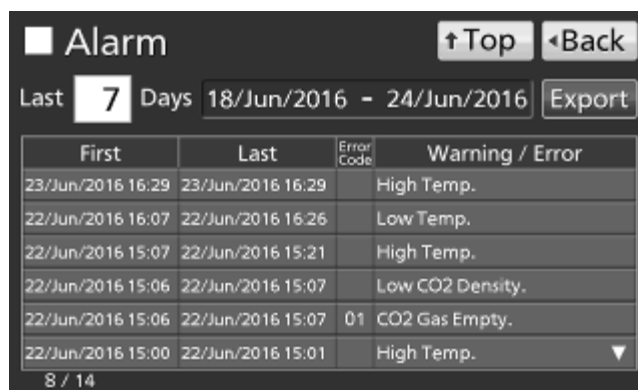 Alarm
↑Top
◂Back
Last 7 Days 18/Jun/2016 – 24/Jun/2016 Export
First Last Error Code Warning / Error
23/Jun/2016 16:29 23/Jun/2016 16:29 High Temp.
22/Jun/2016 16:07 22/Jun/2016 16:26 Low Temp.
22/Jun/2016 15:07 22/Jun/2016 15:21 High Temp.
22/Jun/2016 15:06 22/Jun/2016 15:07 Low CO2 Density.
22/Jun/2016 15:06 22/Jun/2016 15:07 01 CO2 Gas Empty.
22/Jun/2016 15:00 22/Jun/2016 15:01 High Temp. ▼
8 / 14